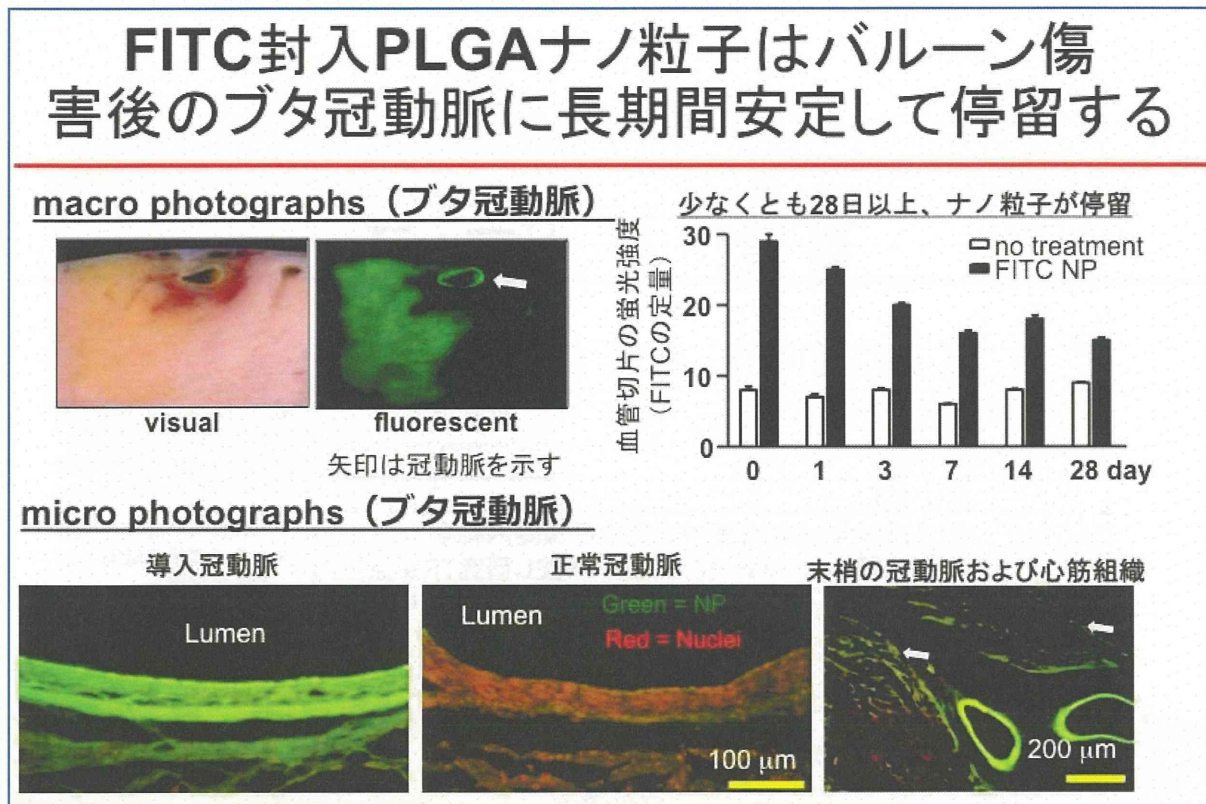 FITC封入PLGAナノ粒子はバルーン傷
害後のブタ冠動脈に長期間安定して停留する
macro photographs（ブタ冠動脈）
visual
fluorescent
矢印は冠動脈を示す
少なくとも28日以上、ナノ粒子が停留
血管切片の蛍光強度
（FITCの定量）
30
20
10
0
no treatment
FITC NP
0 1 3 7 14 28 day
micro photographs（ブタ冠動脈）
導入冠動脈
Lumen
正常冠動脈
Lumen
Green = NP
Red = Nuclei
100 μm
末梢の冠動脈および心筋組織
200 μm